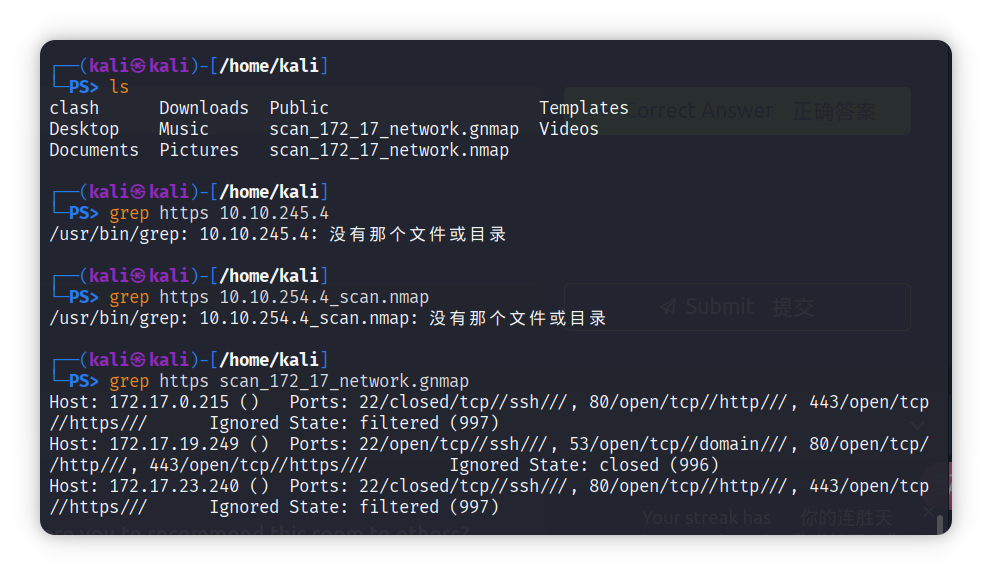 ┌──(kali㉿kali)-[/home/kali]
└─PS> ls
clash      Downloads  Public                     Templates
Desktop    Music      scan_172_17_network.gnmap  Videos
Documents  Pictures   scan_172_17_network.nmap
┌──(kali㉿kali)-[/home/kali]
└─PS> grep https 10.10.245.4
/usr/bin/grep: 10.10.245.4: 没有那个文件或目录
Correct Answer 正确答案
┌──(kali㉿kali)-[/home/kali]
└─PS> grep https 10.10.254.4_scan.nmap
/usr/bin/grep: 10.10.254.4_scan.nmap: 没有那个文件或目录
Submit 提交
┌──(kali㉿kali)-[/home/kali]
└─PS> grep https scan_172_17_network.gnmap
Host: 172.17.0.215 ()   Ports: 22/closed/tcp//ssh///, 80/open/tcp//http///, 443/open/tcp
//https///      Ignored State: filtered (997)
Host: 172.17.19.249 ()  Ports: 22/open/tcp//ssh///, 53/open/tcp//domain///, 80/open/tcp/
/http///, 443/open/tcp//https///        Ignored State: closed (996)
Host: 172.17.23.240 ()  Ports: 22/closed/tcp//ssh///, 80/open/tcp//http///, 443/open/tcp
//https///      Ignored State: filtered (997)
Your streak has 你的连胜天
you to recommend this room to others?